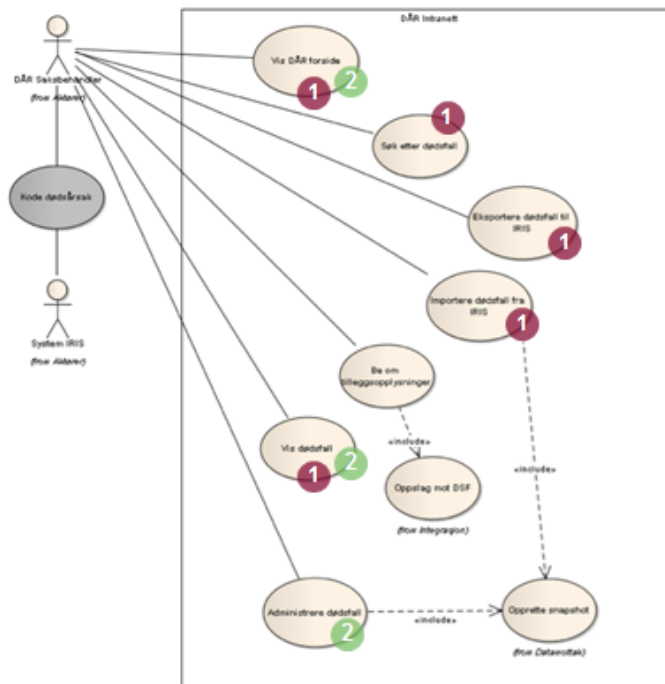 DÅR Intranett
DÅR Saksbehandler
(from Aktører)
Vis DÅR forside
1
2
1
Søk etter dødsfall
Kode dødsårsak
Eksportere dødsfall til
IRIS
1
Importere dødsfall fra
IRIS
1
System IRIS
(from Aktører)
Be om
tilleggsopplysninger
«include»
Vis dødsfall
1
2
Oppslag mot DSF
(from Integrasjon)
«include»
Administrere dødsfall
2
«include»
Opprette snapshot
(from Datamottak)